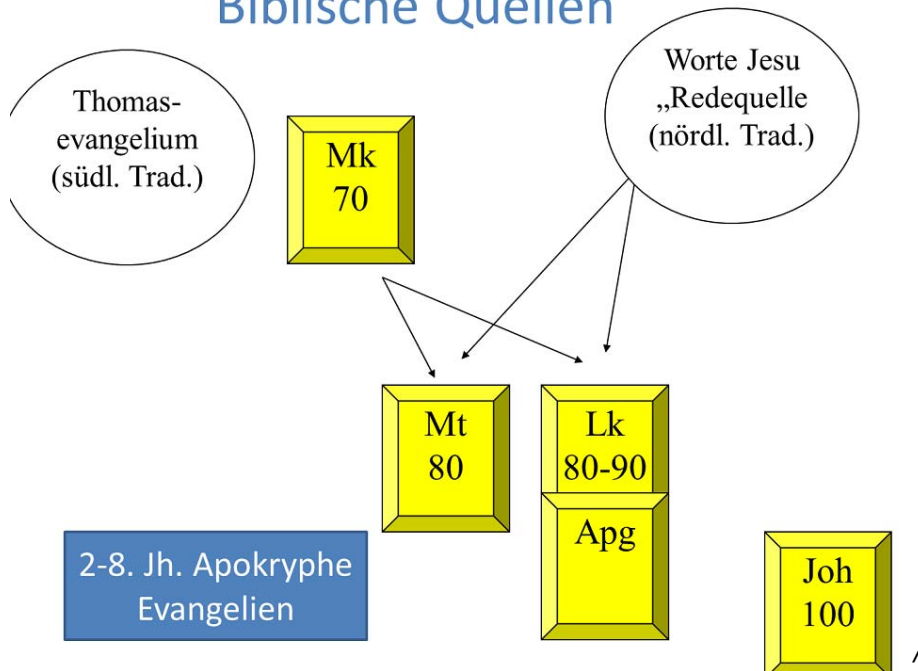 Biblische Quellen
Thomas-
evangelium
(südl. Trad.)
Worte Jesu
„Redequelle
(nördl. Trad.)
Mk
70
Mt
80
Lk
80-90
Apg
2-8. Jh. Apokryphe
Evangelien
Joh
100